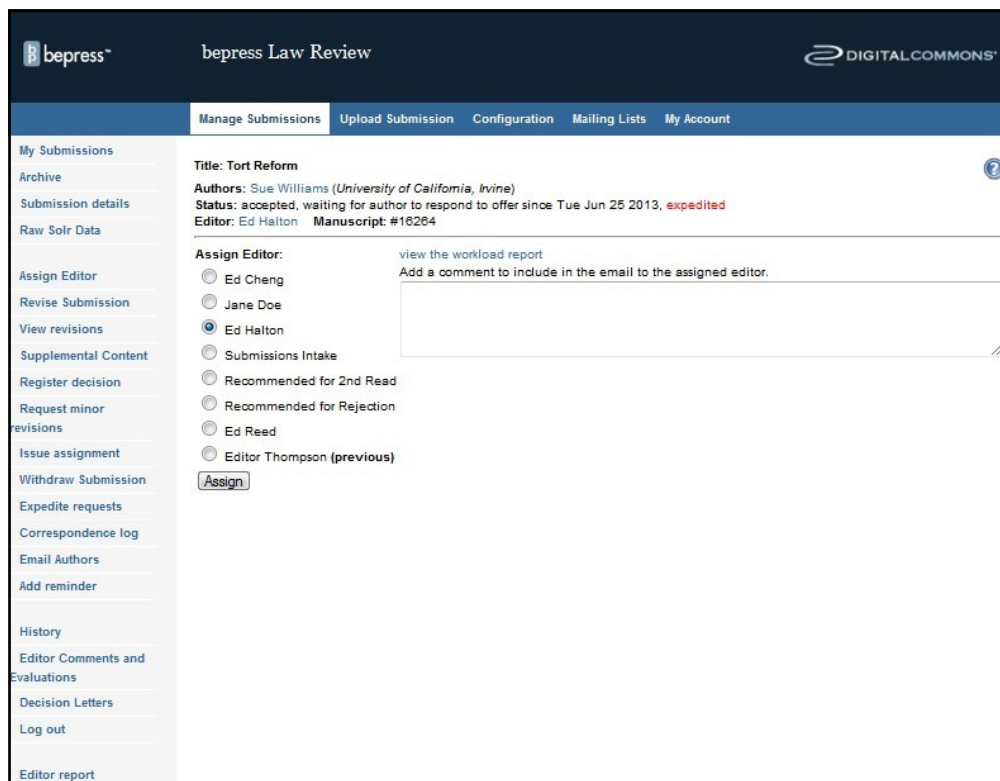 bepress™
bepress Law Review
DIGITALCOMMONS™
Manage Submissions Upload Submission Configuration Mailing Lists My Account
My Submissions
Archive
Submission details
Raw Solr Data
Assign Editor
Revise Submission
View revisions
Supplemental Content
Register decision
Request minor
revisions
Issue assignment
Withdraw Submission
Expedite requests
Correspondence log
Email Authors
Add reminder
History
Editor Comments and
Evaluations
Decision Letters
Log out
Editor report
Title: Tort Reform
?
Authors: Sue Williams (University of California, Irvine)
Status: accepted, waiting for author to respond to offer since Tue Jun 25 2013, expedited
Editor: Ed Halton Manuscript: #16264
Assign Editor:
Ed Cheng
Jane Doe
Ed Halton
Submissions Intake
Recommended for 2nd Read
Recommended for Rejection
Ed Reed
Editor Thompson (previous)
Assign
view the workload report
Add a comment to include in the email to the assigned editor.